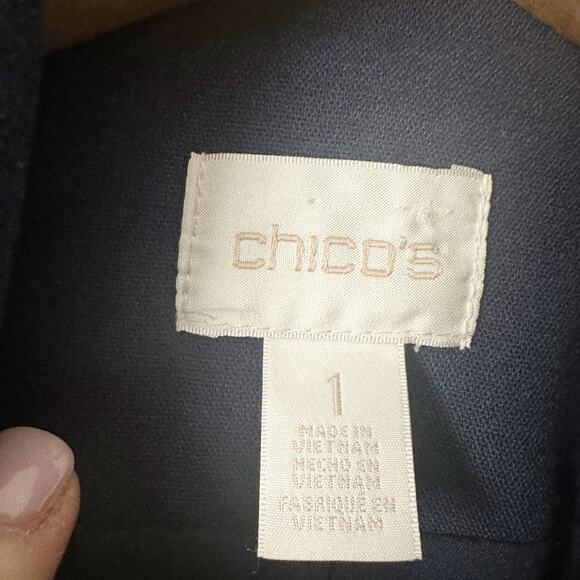 chico's
1
MADE IN
VIETNAM
HECHO EN
VIETNAM
FABRIQUÉ EN
VIETNAM